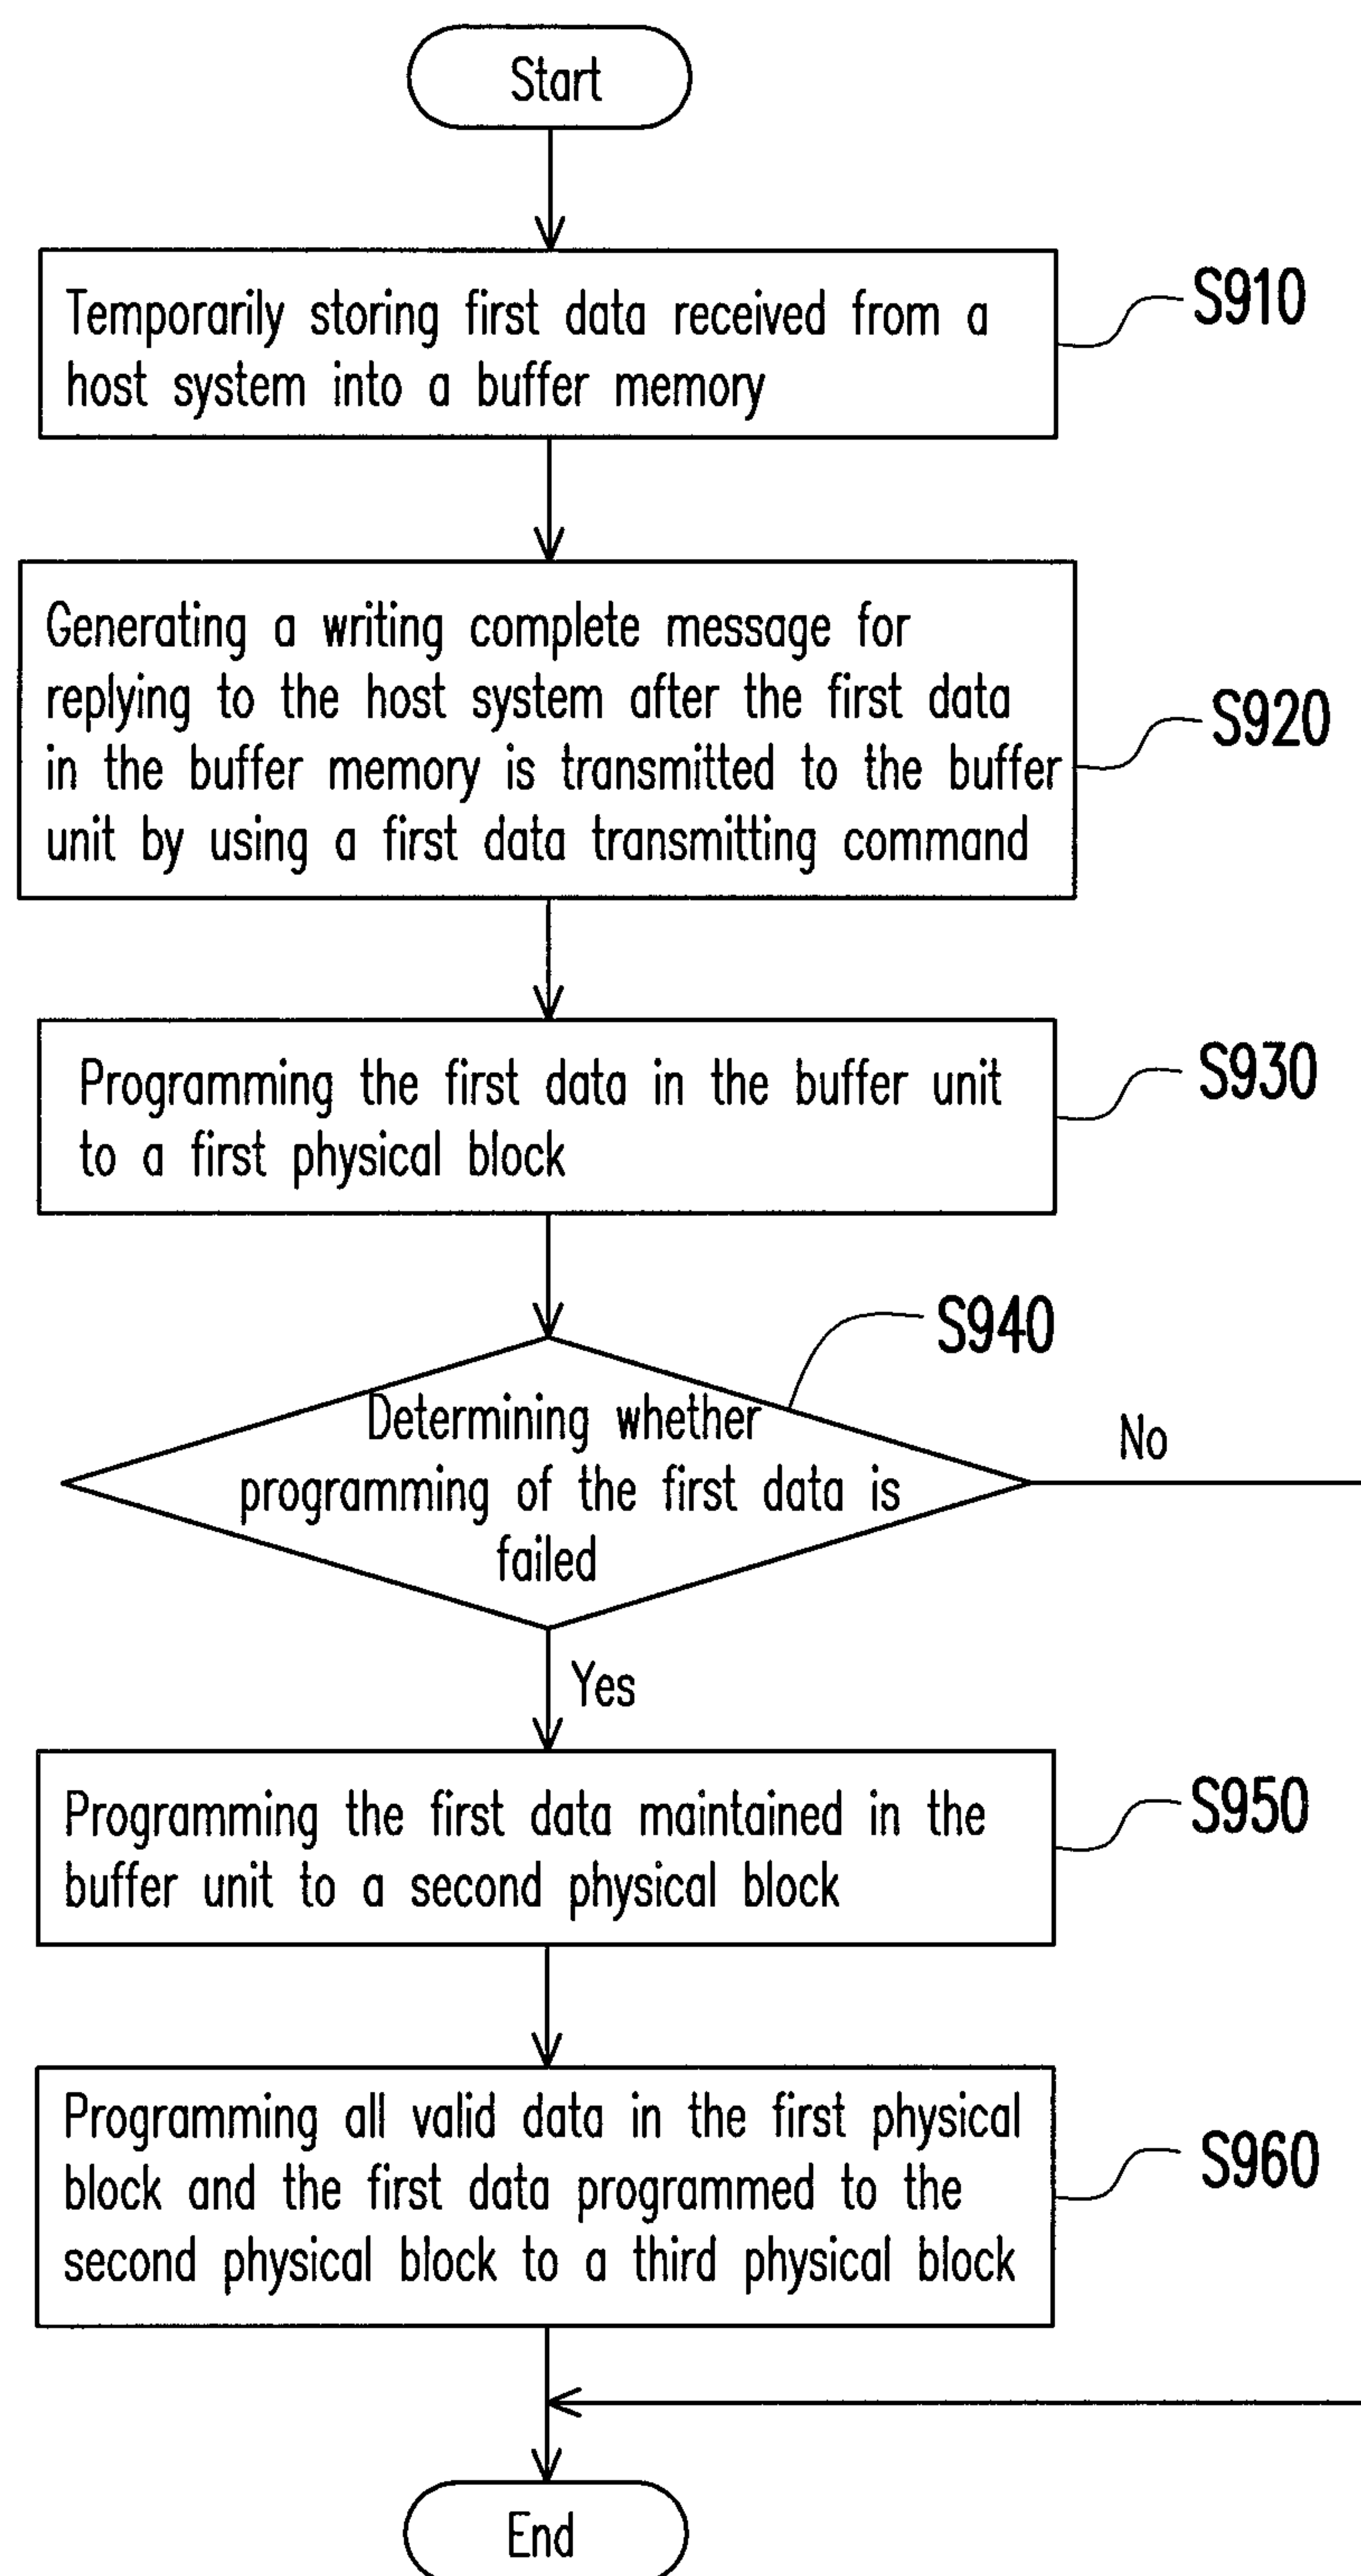 Start
Temporarily storing first data received from a
host system into a buffer memory
S910
Generating a writing complete message for
replying to the host system after the first data
in the buffer memory is transmitted to the buffer
unit by using a first data transmitting command
S920
Programming the first data in the buffer unit
to a first physical block
S930
S940
Determining whether
programming of the first data is
failed
No
Yes
Programming the first data maintained in the
buffer unit to a second physical block
S950
Programming all valid data in the first physical
block and the first data programmed to the
second physical block to a third physical block
S960
End